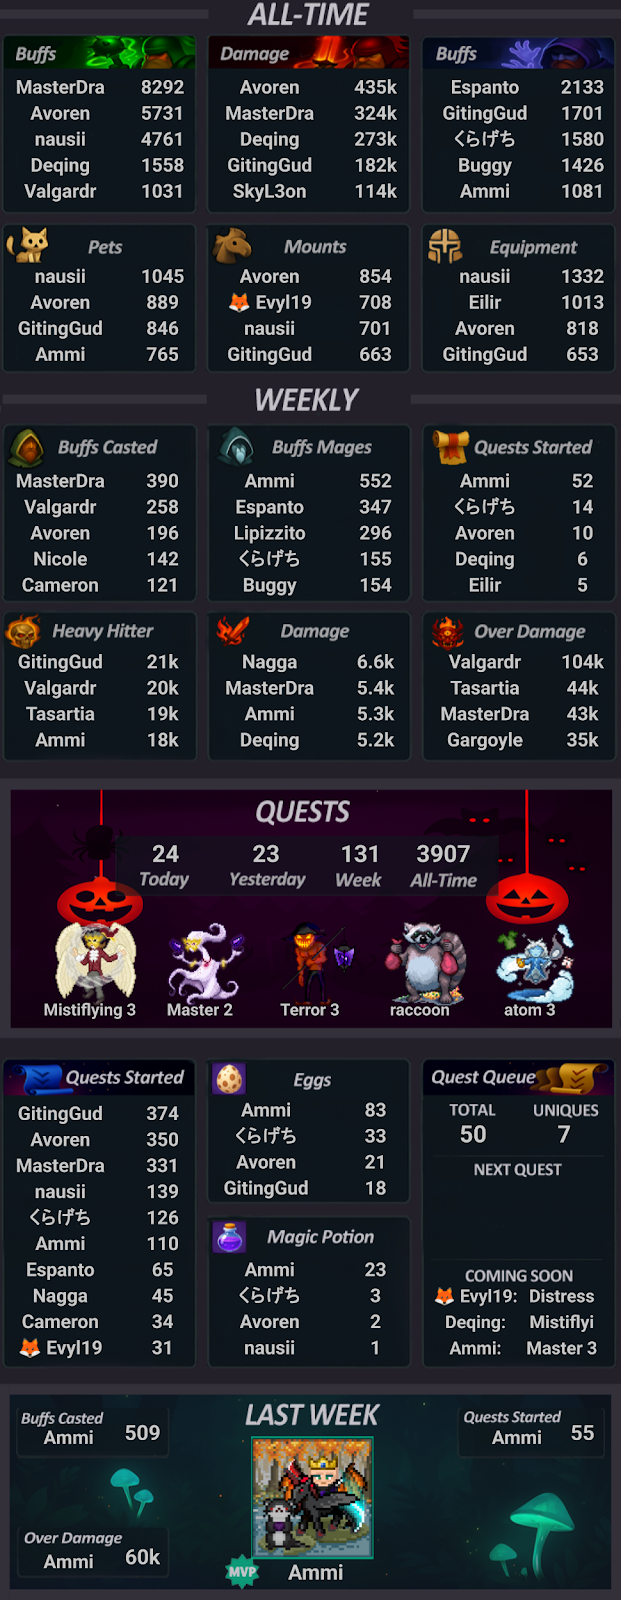 ALL-TIME
Buffs
MasterDra 8292
Avoren 5731
nausii 4761
Deqing 1558
Valgardr 1031
Damage
Avoren 435k
MasterDra 324k
Deqing 273k
GitingGud 182k
SkyL3on 114k
Buffs
Espanto 2133
GitingGud 1701
くらげち 1580
Buggy 1426
Ammi 1081
Pets
nausii 1045
Avoren 889
GitingGud 846
Ammi 765
Mounts
Avoren 854
🦊 Evyl19 708
nausii 701
GitingGud 663
Equipment
nausii 1332
Eilir 1013
Avoren 818
GitingGud 653
WEEKLY
Buffs Casted
MasterDra 390
Valgardr 258
Avoren 196
Nicole 142
Cameron 121
Buffs Mages
Ammi 552
Espanto 347
Lipizzito 296
くらげち 155
Buggy 154
Quests Started
Ammi 52
くらげち 14
Avoren 10
Deqing 6
Eilir 5
Heavy Hitter
GitingGud 21k
Valgardr 20k
Tasartia 19k
Ammi 18k
Damage
Nagga 6.6k
MasterDra 5.4k
Ammi 5.3k
Deqing 5.2k
Over Damage
Valgardr 104k
Tasartia 44k
MasterDra 43k
Gargoyle 35k
QUESTS
24 23 131 3907
Today Yesterday Week All-Time
Mistiflying 3 Master 2 Terror 3 raccoon atom 3
Quests Started
GitingGud 374
Avoren 350
MasterDra 331
nausii 139
くらげち 126
Ammi 110
Espanto 65
Nagga 45
Cameron 34
🦊 Evyl19 31
Eggs
Ammi 83
くらげち 33
Avoren 21
GitingGud 18
Magic Potion
Ammi 23
くらげち 3
Avoren 2
nausii 1
Quest Queue
TOTAL UNIQUES
50 7
NEXT QUEST
COMING SOON
🦊 Evyl19: Distress
Deqing: Mistiflyi
Ammi: Master 3
LAST WEEK
Buffs Casted
Ammi 509
Quests Started
Ammi 55
Over Damage
Ammi 60k
MVP
Ammi